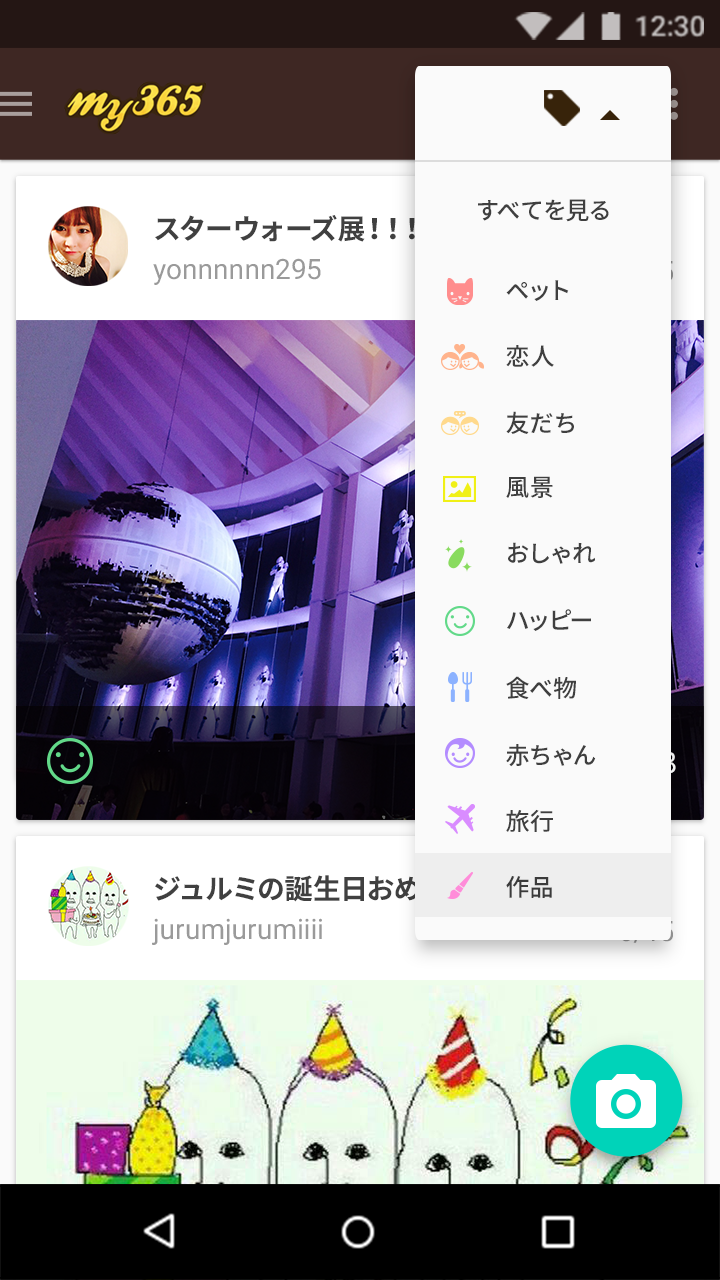 12:30
my365
すべてを見る
スターウォーズ展!!!
yonnnnnn295
ペット
恋人
友だち
風景
おしゃれ
ハッピー
食べ物
赤ちゃん
旅行
作品
ジュルミの誕生日おめ
jurumjurumiiii